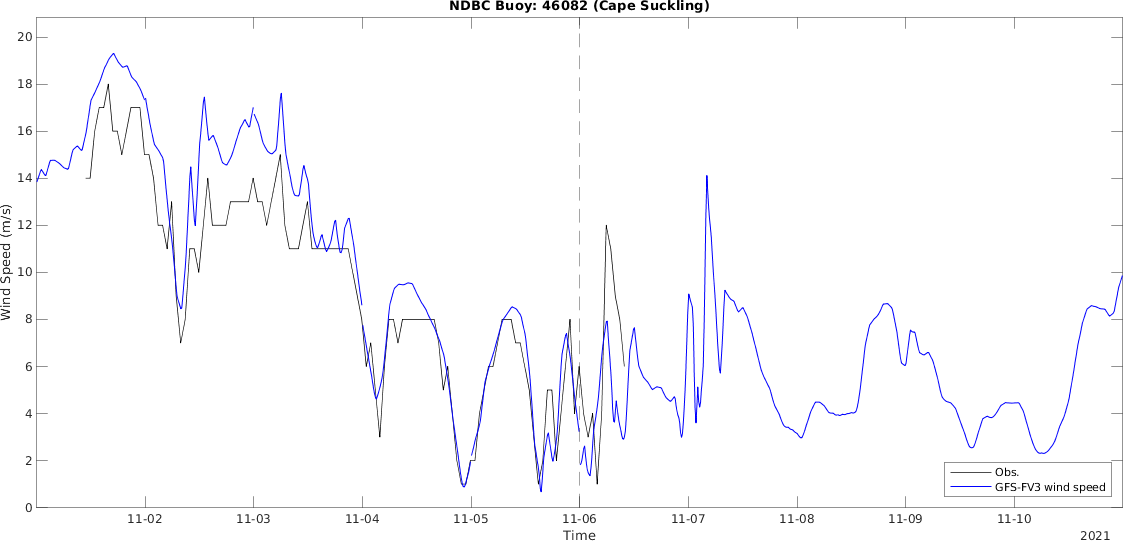 NDBC Buoy: 46082 (Cape Suckling)
20
18
16
14
12
10
8
6
4
2
0
Wind Speed (m/s)
Obs.
GFS-FV3 wind speed
11-02 11-03 11-04 11-05 11-06 11-07 11-08 11-09 11-10
Time
2021